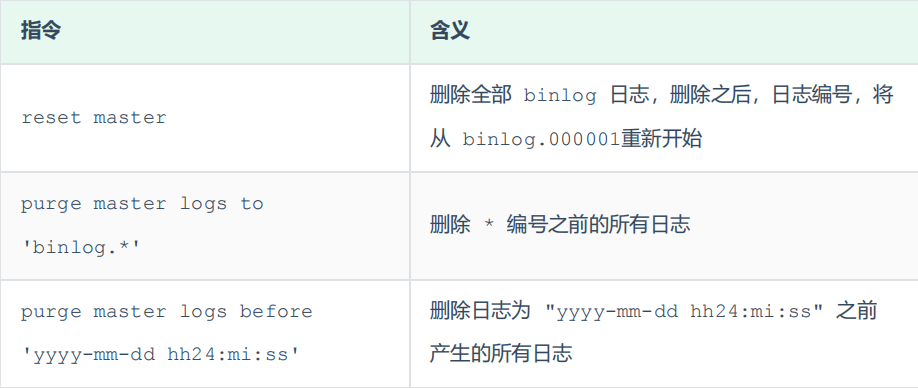 指令
含义
reset master
删除全部 binlog 日志，删除之后，日志编号，将
从 binlog.000001重新开始
purge master logs to
'binlog.*'
删除 * 编号之前的所有日志
purge master logs before
'yyyy-mm-dd hh24:mi:ss'
删除日志为 "yyyy-mm-dd hh24:mi:ss" 之前
产生的所有日志